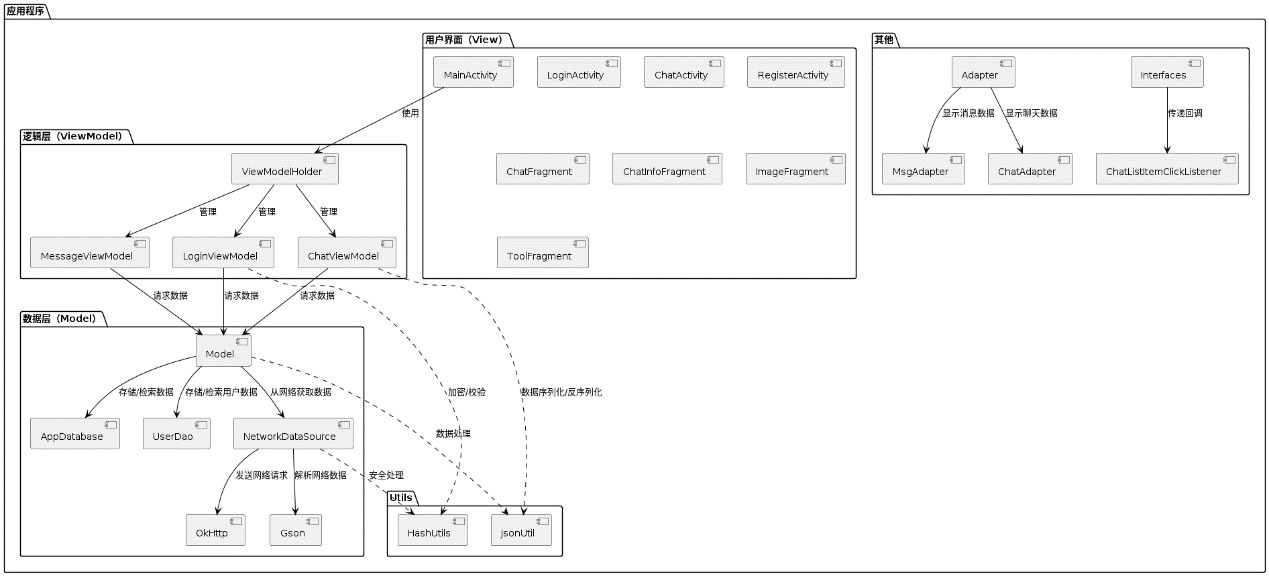 应用程序
用户界面（View）
MainActivity
LoginActivity
ChatActivity
RegisterActivity
ChatFragment
ChatInfoFragment
ImageFragment
ToolFragment
其他
Adapter
Interfaces
显示消息数据
显示聊天数据
传递回调
MsgAdapter
ChatAdapter
ChatListItemClickListener
使用
逻辑层（ViewModel）
ViewModelHolder
管理
管理
管理
MessageViewModel
LoginViewModel
ChatViewModel
请求数据
请求数据
请求数据
数据层（Model）
Model
存储/检索数据
存储/检索用户数据
从网络获取数据
加密/校验
数据序列化/反序列化
数据处理
AppDatabase
UserDao
NetworkDataSource
发送网络请求
解析网络数据
安全处理
OkHttp
Gson
Utils
HashUtils
JsonUtil